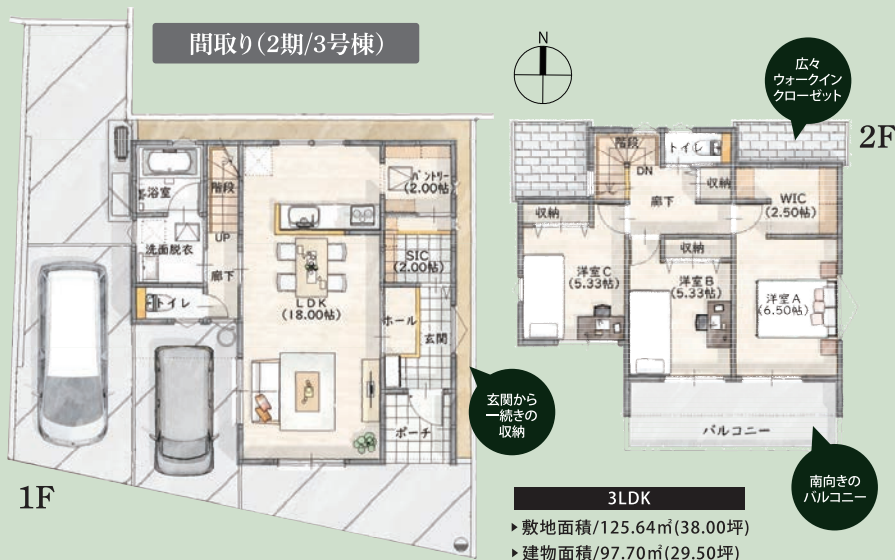 間取り(2期/3号棟)
N
広々
ウォークイン
クローゼット
2F
浴室
階段
UP
洗面脱衣
廊下
トイレ
パントリー
(2.00帖)
SIC
(2.00帖)
LDK
(18.00帖)
ホール
玄関
ポーチ
玄関から
一続きの
収納
1F
階段
DN
トイレ
収納
廊下
WIC
(2.50帖)
収納
収納
洋室C
(5.33帖)
洋室B
(5.33帖)
洋室A
(6.50帖)
バルコニー
南向きの
バルコニー
3LDK
▶敷地面積/125.64㎡(38.00坪)
▶建物面積/97.70㎡(29.50坪)